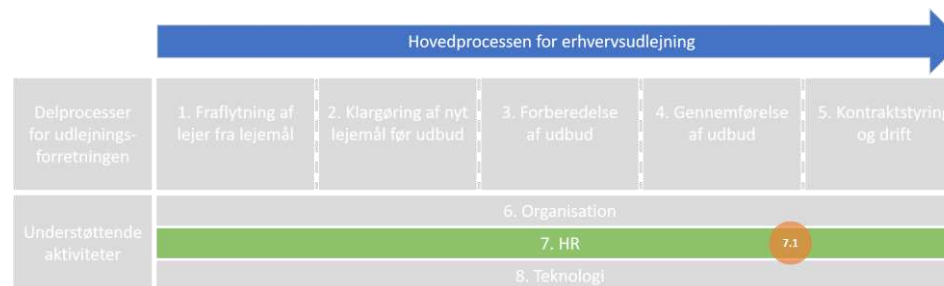 Hovedprocessen for erhvervsudlejning
Delprocesser
for udlejnings-
forretningen
1. Fraflytning af
lejer fra lejemål
2. Klargøring af nyt
lejemål før udbud
3. Forberedelse
af udbud
4. Gennemførelse
af udbud
5. Kontraktstyring
og drift
Understøttende
aktiviteter
6. Organisation
7. HR
7.1
8. Teknologi